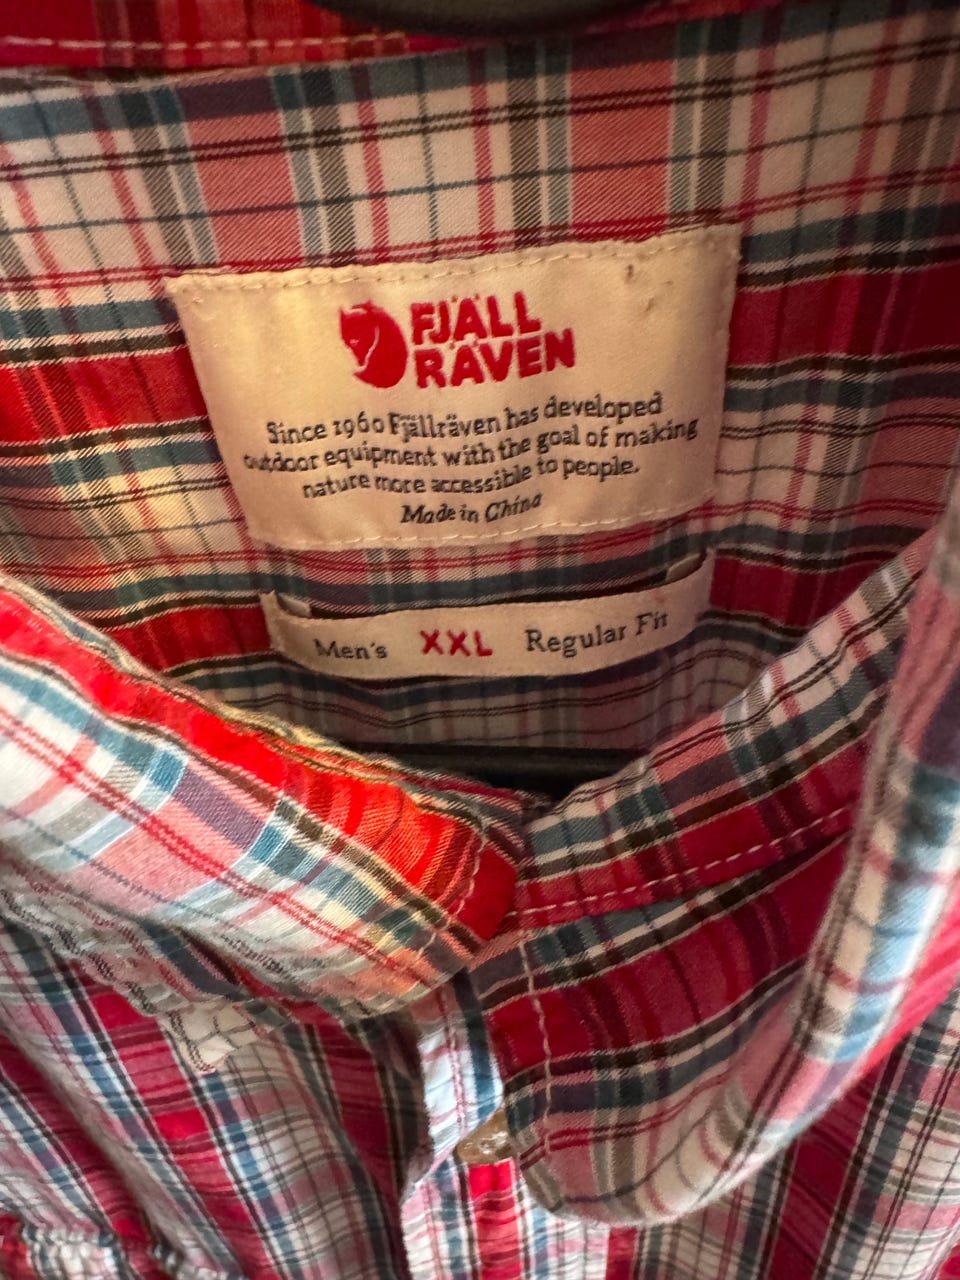 FJÄLL
RÄVEN
Since 1960 Fjällräven has developed
outdoor equipment with the goal of making
nature more accessible to people.
Made in China
Men's XXL Regular Fit